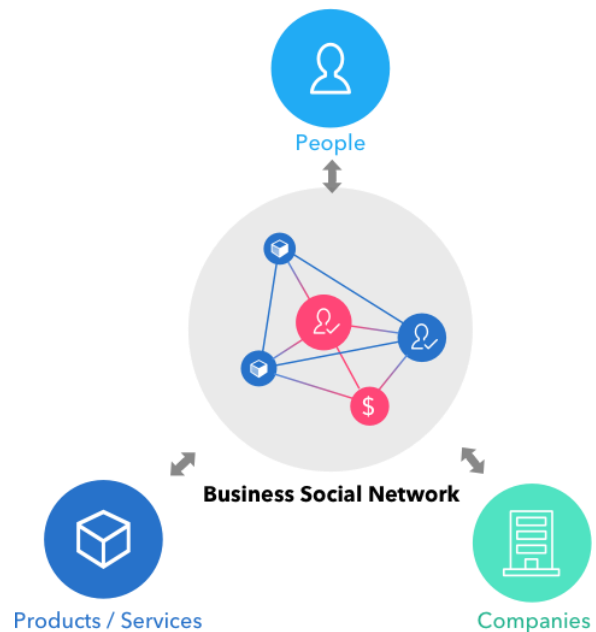 People
$
Business Social Network
Products / Services
Companies